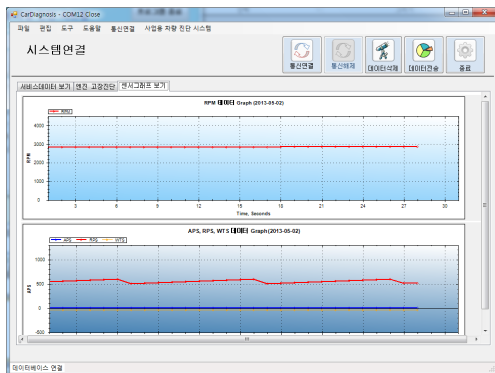 CarDiagnosis - COM12 Close
파일 편집 도구 도움말 통신연결 사업용 차량 진단 시스템
시스템연결
통신연결 통신해제 데이터삭제 데이터전송 종료
서비스데이터 보기 엔진 고장진단 센서그래프 보기
RPM 데이터 Graph (2013-05-02)
RPM
4000
3000
2000
1000
0
RPM
3 6 9 12 15 18 21 24 27 30
Time, Seconds
APS, RPS, WTS 데이터 Graph (2013-05-02)
APS RPS WTS
1000
500
0
-500
APS
데이터베이스 연결